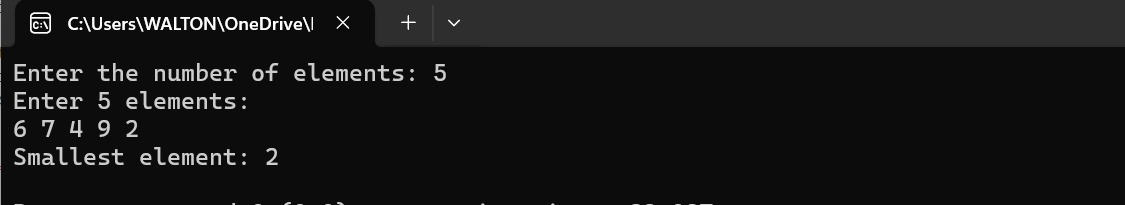 C:\Users\WALTON\OneDrive\
Enter the number of elements: 5
Enter 5 elements:
6 7 4 9 2
Smallest element: 2